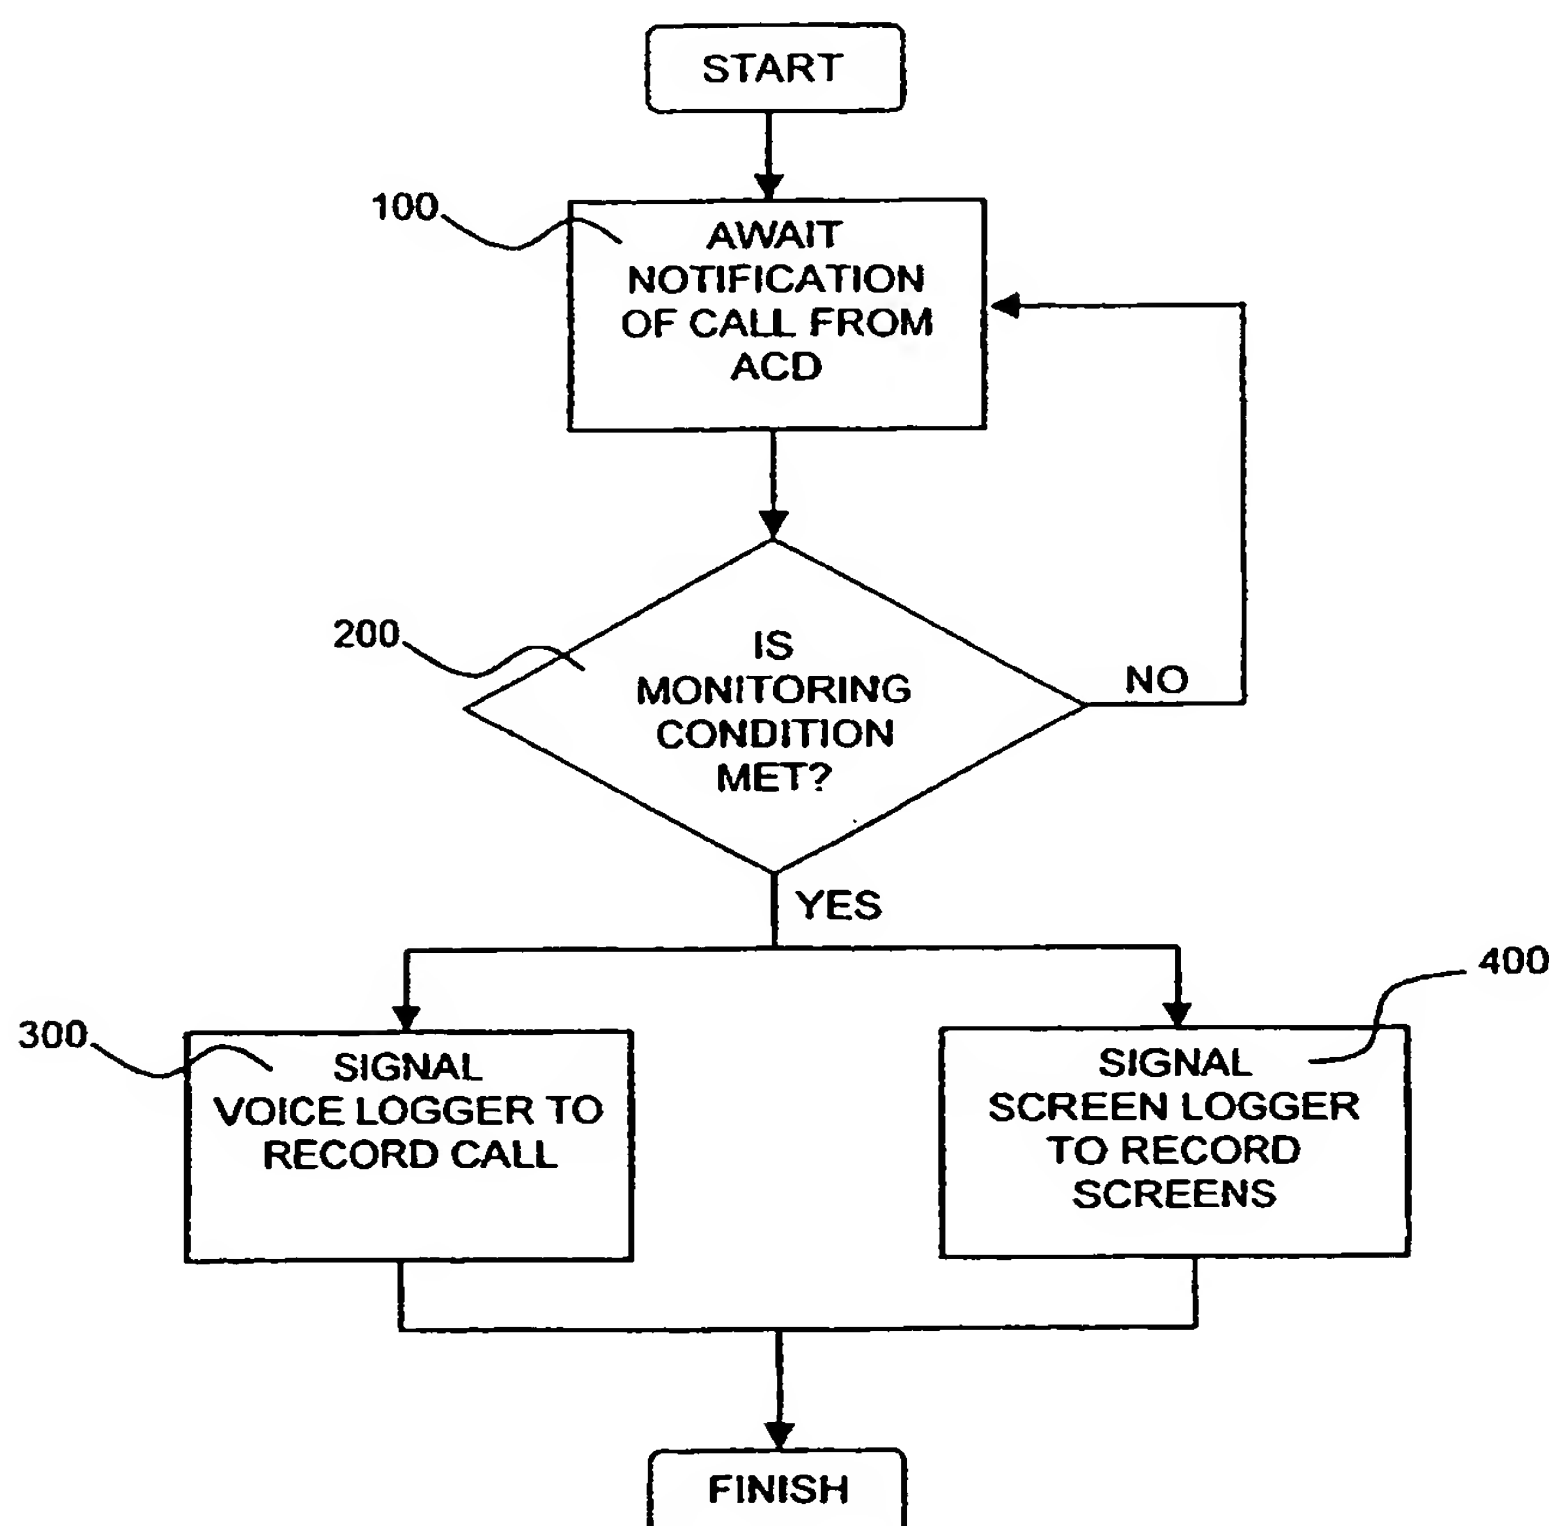 START
100
AWAIT
NOTIFICATION
OF CALL FROM
ACD
200
IS
MONITORING
CONDITION
MET?
NO
YES
300
SIGNAL
VOICE LOGGER TO
RECORD CALL
400
SIGNAL
SCREEN LOGGER
TO RECORD
SCREENS
FINISH